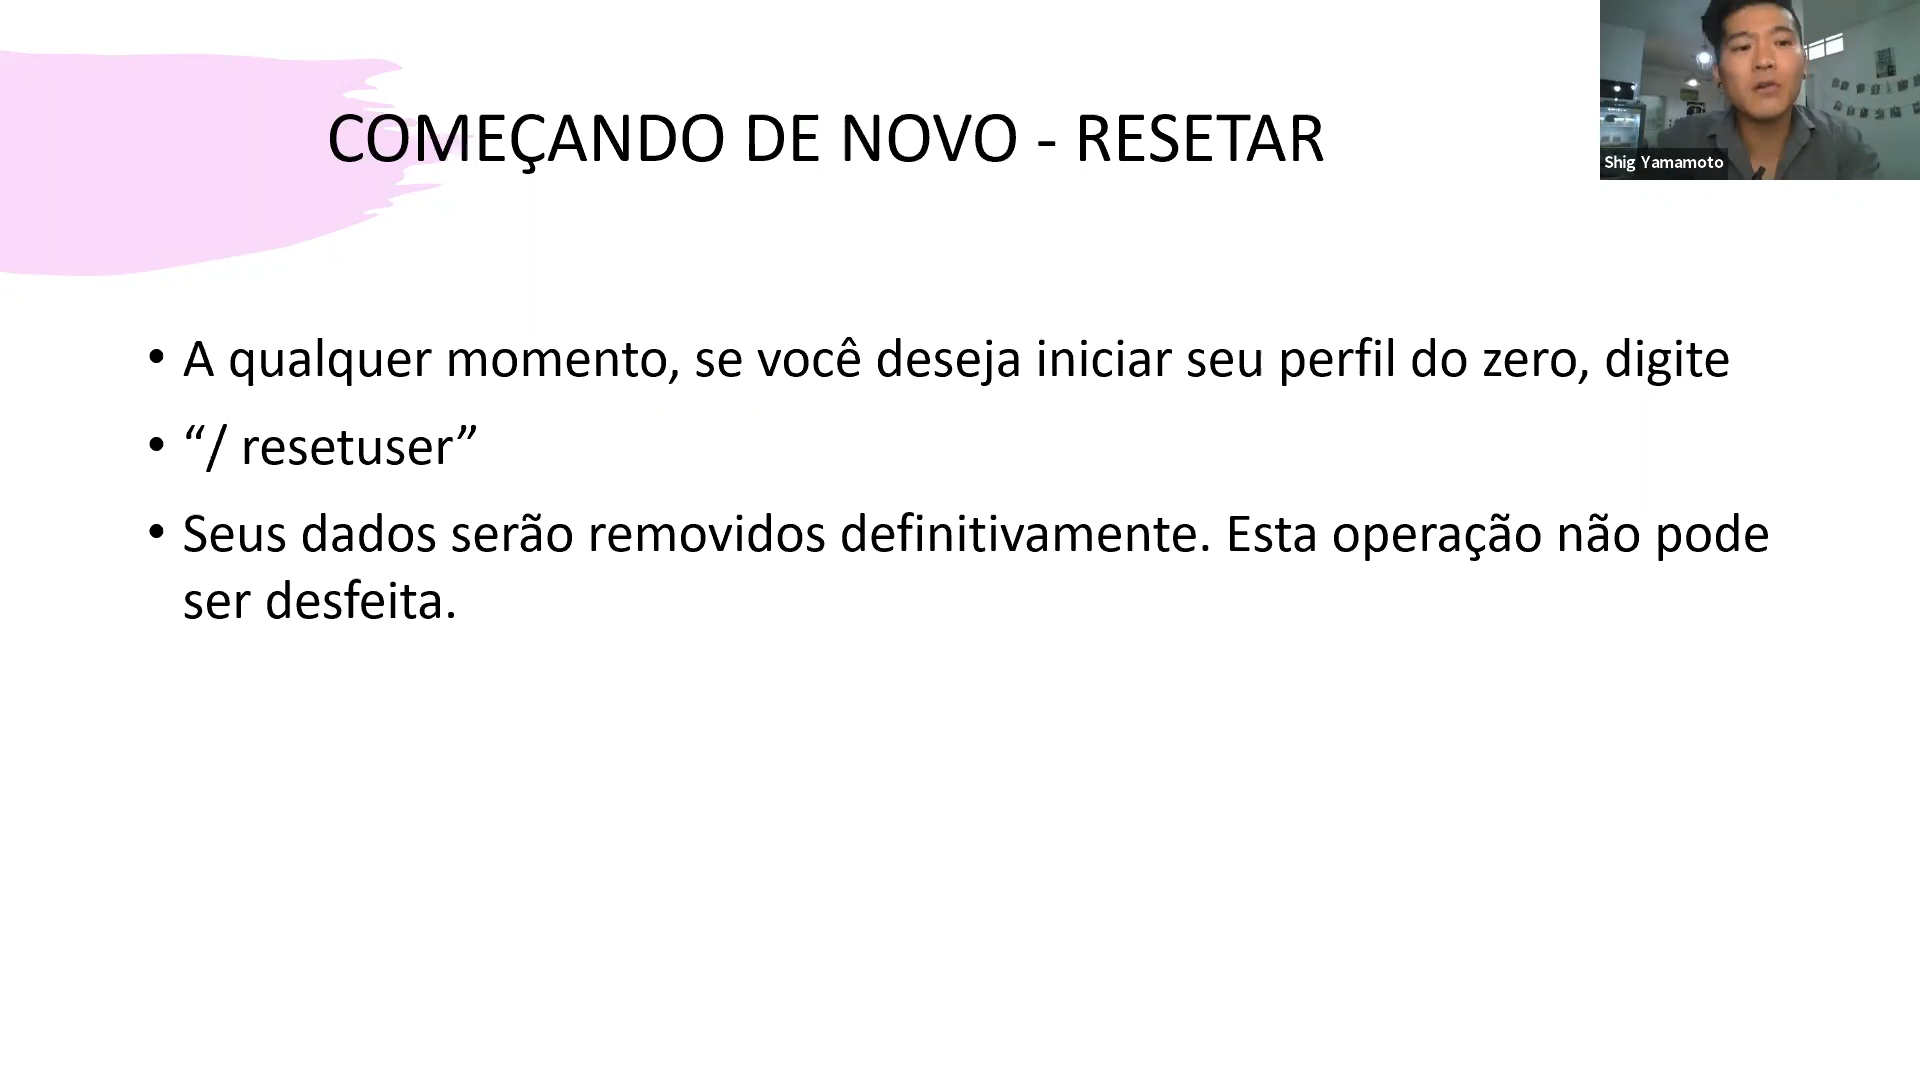 COMEÇANDO DE NOVO - RESETAR
Shig Yamamoto
• A qualquer momento, se você deseja iniciar seu perfil do zero, digite
• “/ resetuser”
• Seus dados serão removidos definitivamente. Esta operação não pode
ser desfeita.